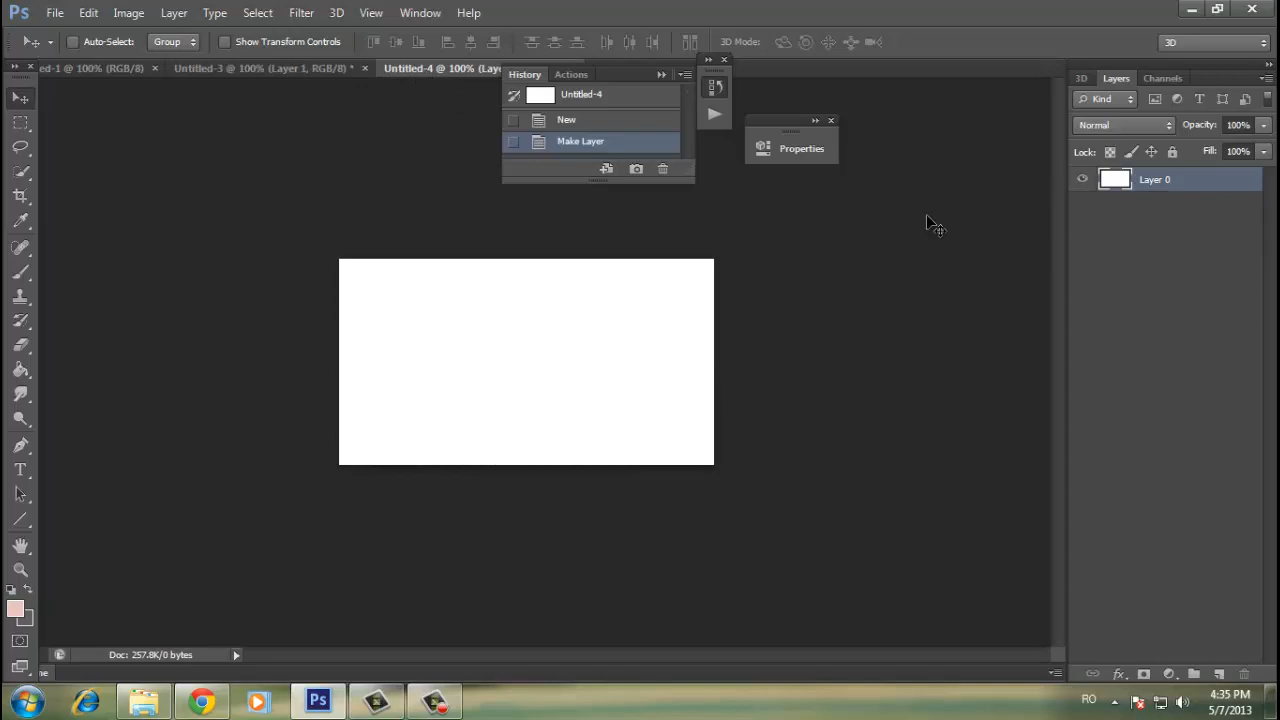 Ps File Edit Image Layer Type Select Filter 3D View Window Help
Auto-Select: Group Show Transform Controls 3D Mode: 3D
ed-1 @ 100% (RGB/8) × Untitled-3 @ 100% (Layer 1, RGB/8) * × Untitled-4 @ 100% (Lay
History Actions
Untitled-4
New
Make Layer
Properties
3D Layers Channels
Kind
Normal Opacity: 100%
Lock: Fill: 100%
Layer 0
T
Doc: 257.8K/0 bytes
ne
Ps
RO
4:35 PM
5/7/2013